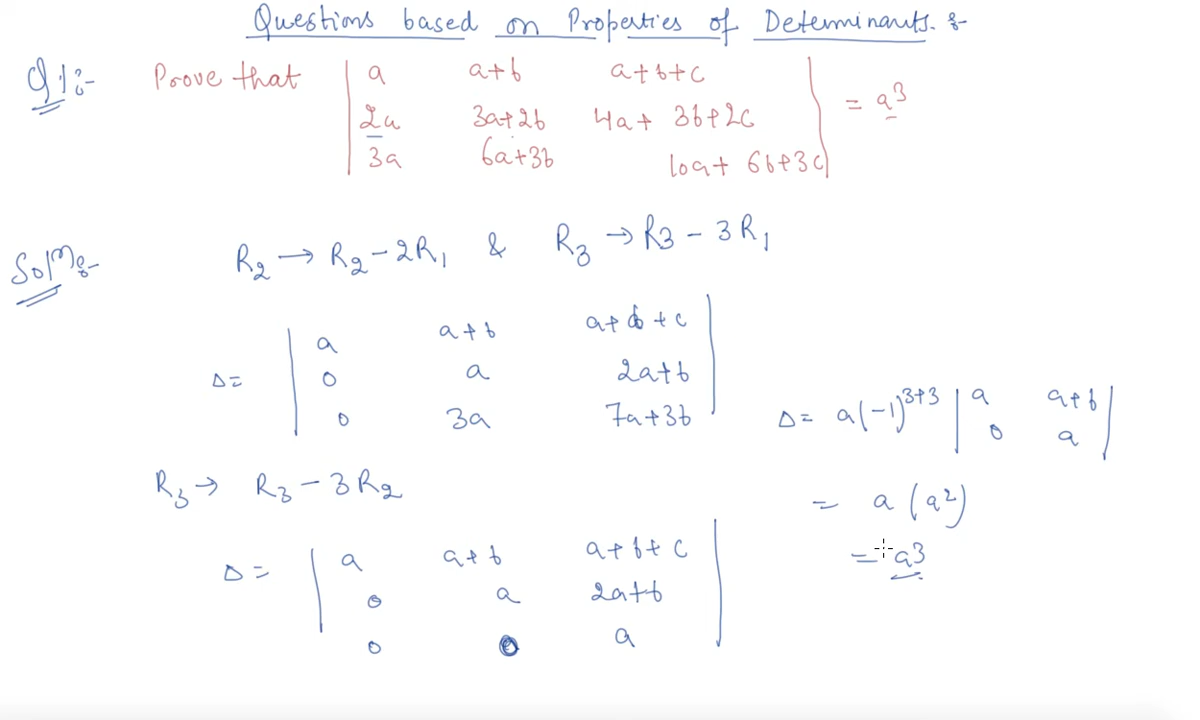 Questions based on Properties of Determinants :-
Q1:- Prove that | a a+b a+b+c |
| 2a 3a+2b 4a+ 3b+2c | = a³
| 3a 6a+3b 10a+ 6b+3c |
Solⁿ:- R₂ → R₂ - 2R₁ & R₃ → R₃ - 3R₁
| a a+b a+b+c |
Δ = | 0 a 2a+b |
| 0 3a 7a+3b |
R₃ → R₃ - 3R₂
| a a+b a+b+c |
Δ = | 0 a 2a+b |
| 0 0 a |
Δ = a(-1)³⁺³ | a a+b |
| 0 a |
= a (a²)
= a³